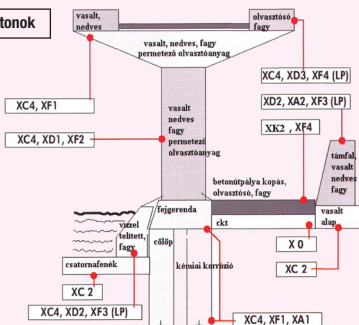 tonok
vasalt,
nedves
olvasztósó
fagy
vasalt, nedves, fagy
permetező olvasztóanyag
XC4, XD3, XF4 (LP)
XC4, XF1
XD2, XA2, XF3 (LP)
vasalt
nedves
fagy
permetező
olvasztóanyag
XC4, XD1, XF2
XK2 , XF4
támfal,
vasalt
nedves
fagy
betonútpálya kopás,
olvasztósó, fagy
fejgerenda
vasalt
alap
ckt
vízzel
telített,
fagy
X 0
cölöp
csatornafenék
kémiai korrózió
XC 2
XC 2
XC4, XD2, XF3 (LP)
XC4, XF1, XA1